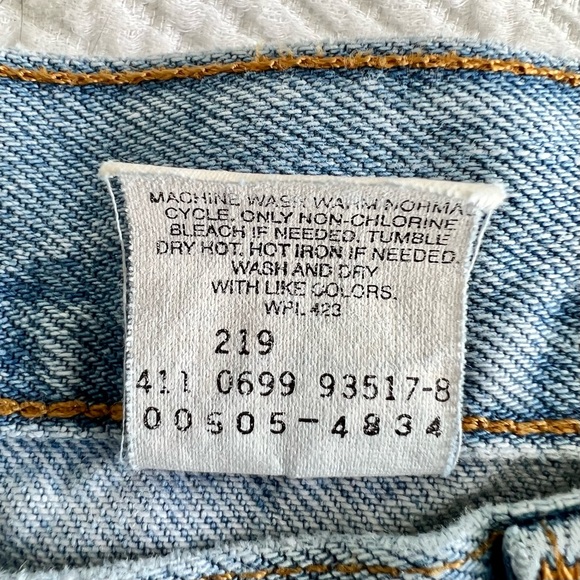 MACHINE WASH WARM NORMAL
CYCLE. ONLY NON-CHLORINE
BLEACH IF NEEDED. TUMBLE
DRY HOT. HOT IRON IF NEEDED.
WASH AND DRY
WITH LIKE COLORS.
WPL 423
219
411 0699 93517-8
00505-4834